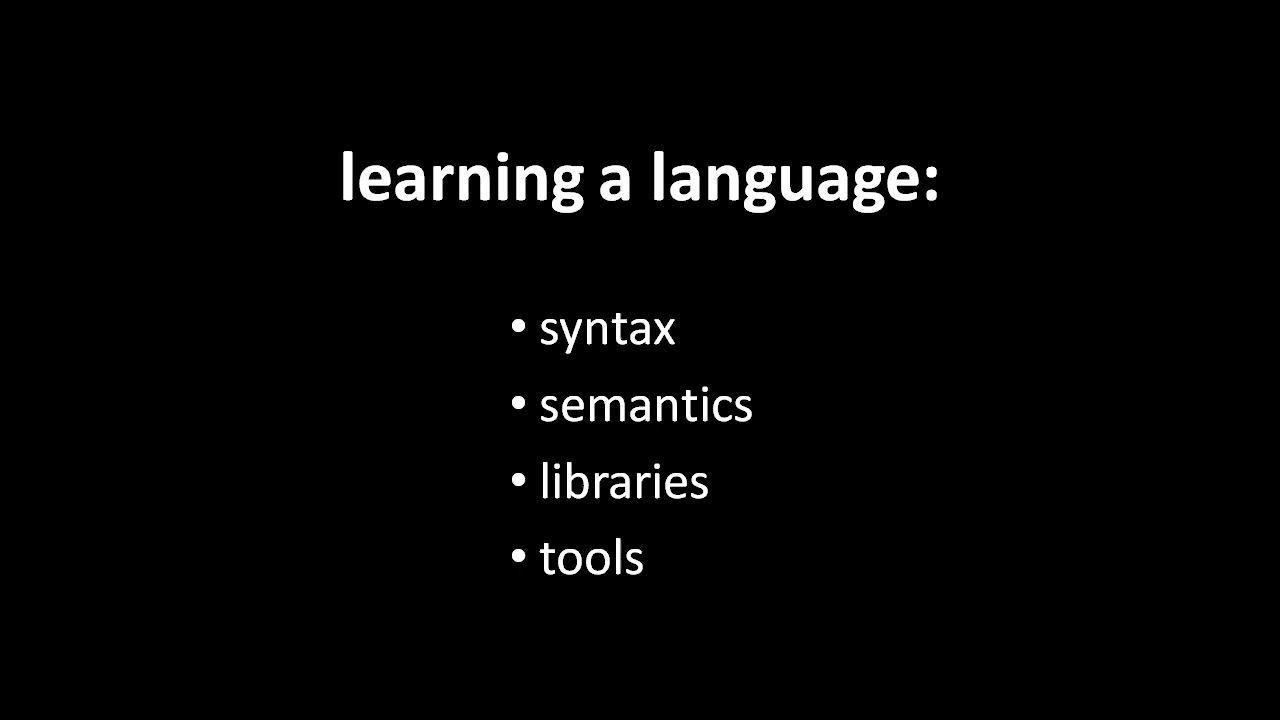 learning a language:
• syntax
• semantics
• libraries
• tools